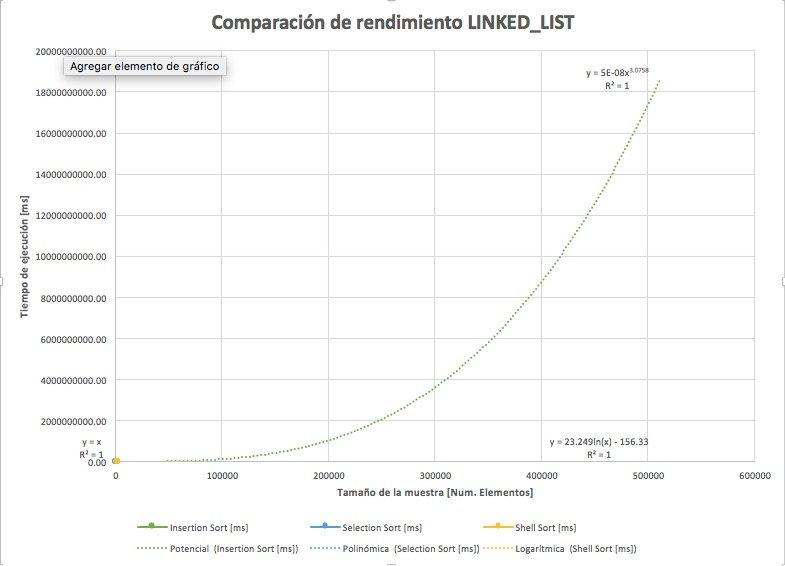 Comparación de rendimiento LINKED_LIST
Agregar elemento de gráfico
Tiempo de ejecución [ms]
20000000000.00
18000000000.00
16000000000.00
14000000000.00
12000000000.00
10000000000.00
8000000000.00
6000000000.00
4000000000.00
2000000000.00
0.00
y = 5E-08x^3.0758
R² = 1
y = x
R² = 1
y = 23.249ln(x) - 156.33
R² = 1
0 100000 200000 300000 400000 500000 600000
Tamaño de la muestra [Num. Elementos]
Insertion Sort [ms] Selection Sort [ms] Shell Sort [ms]
Potencial (Insertion Sort [ms]) Polinómica (Selection Sort [ms]) Logarítmica (Shell Sort [ms])